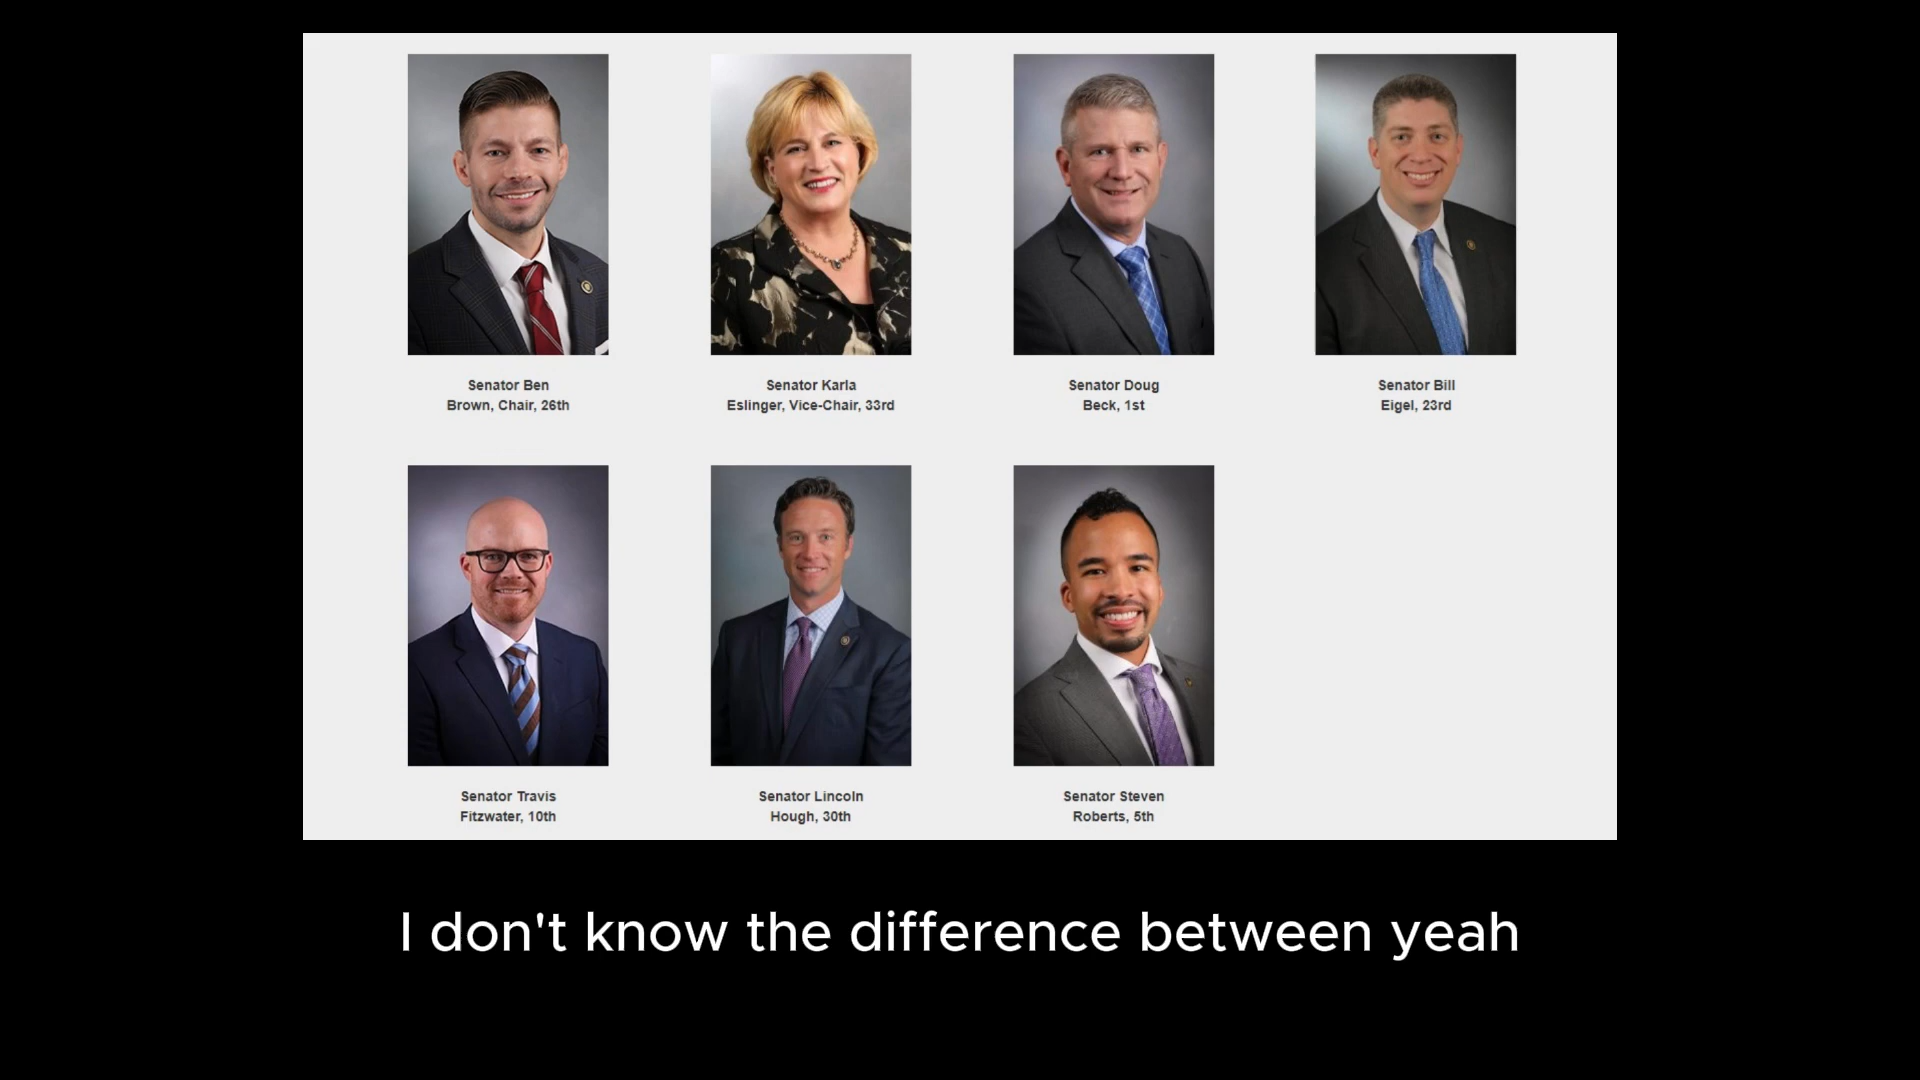 Senator Ben
Brown, Chair, 26th
Senator Karla
Eslinger, Vice-Chair, 33rd
Senator Doug
Beck, 1st
Senator Bill
Eigel, 23rd
Senator Travis
Fitzwater, 10th
Senator Lincoln
Hough, 30th
Senator Steven
Roberts, 5th
I don't know the difference between yeah